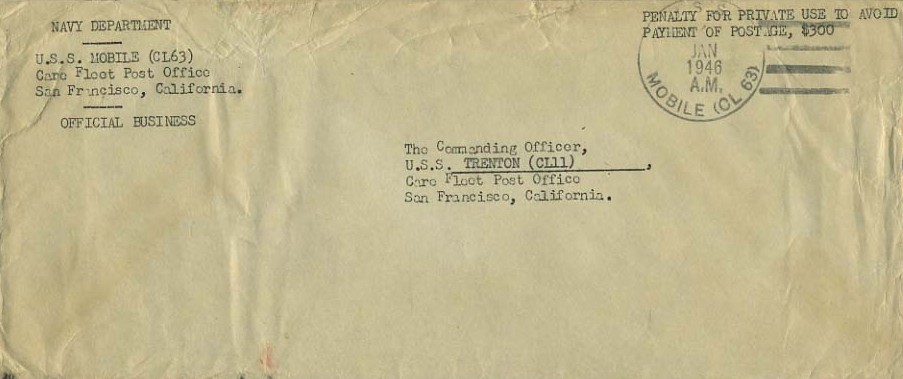 NAVY DEPARTMENT
U.S.S. MOBILE (CL63)
Care Fleet Post Office
San Francisco, California.
OFFICIAL BUSINESS
PENALTY FOR PRIVATE USE TO AVOID
PAYMENT OF POSTAGE, $300
JAN
1946
A.M.
MOBILE (CL 63)
The Commanding Officer,
U.S.S. TRENTON (CL11),
Care Fleet Post Office
San Francisco, California.